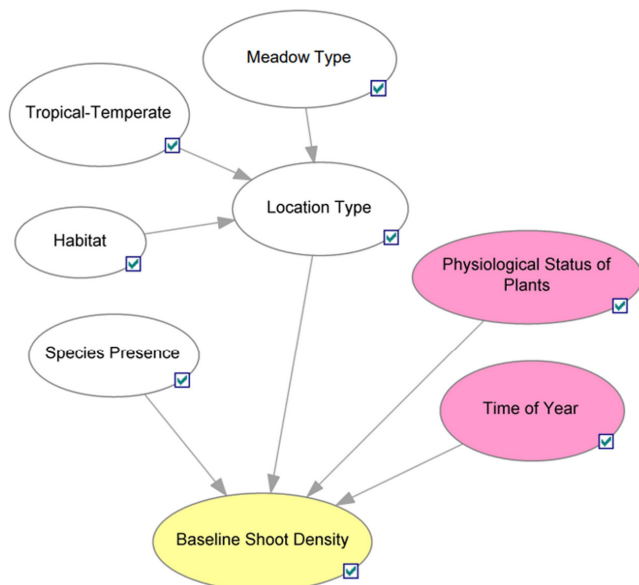 Meadow Type
Tropical-Temperate
Location Type
Habitat
Physiological Status of
Plants
Species Presence
Time of Year
Baseline Shoot Density